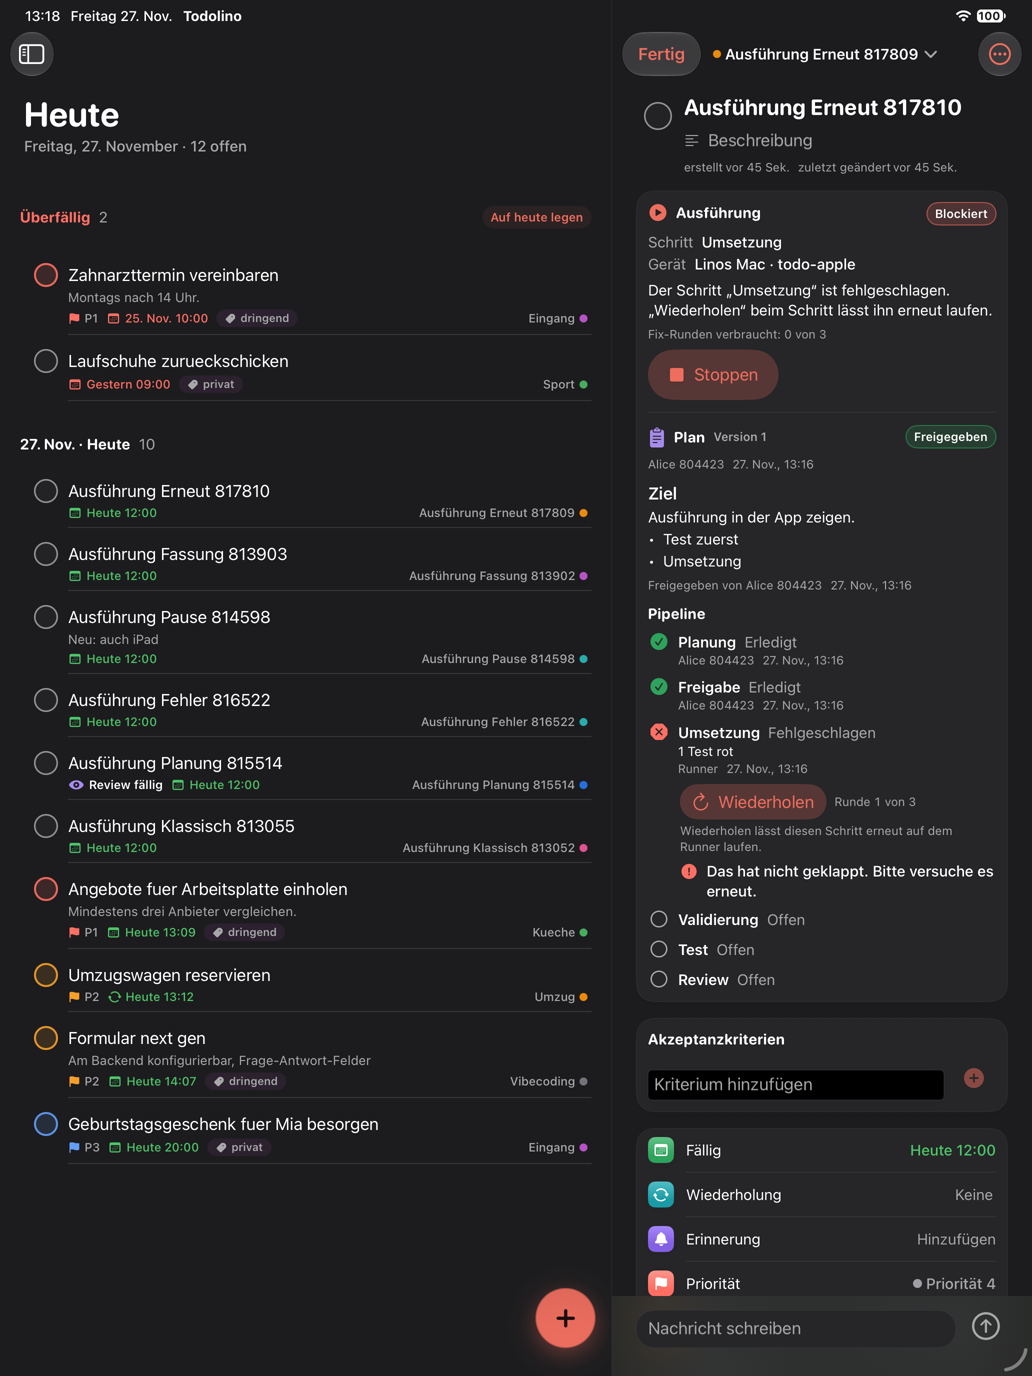 13:18 Freitag 27. Nov. Todolino
100
Heute
Freitag, 27. November · 12 offen
Überfällig 2
Auf heute legen
Zahnarzttermin vereinbaren
Montags nach 14 Uhr.
P1 25. Nov. 10:00 dringend Eingang
Laufschuhe zurueckschicken
Gestern 09:00 privat Sport
27. Nov. · Heute 10
Ausführung Erneut 817810
Heute 12:00 Ausführung Erneut 817809
Ausführung Fassung 813903
Heute 12:00 Ausführung Fassung 813902
Ausführung Pause 814598
Neu: auch iPad
Heute 12:00 Ausführung Pause 814598
Ausführung Fehler 816522
Heute 12:00 Ausführung Fehler 816522
Ausführung Planung 815514
Review fällig Heute 12:00 Ausführung Planung 815514
Ausführung Klassisch 813055
Heute 12:00 Ausführung Klassisch 813052
Angebote fuer Arbeitsplatte einholen
Mindestens drei Anbieter vergleichen.
P1 Heute 13:09 dringend Kueche
Umzugswagen reservieren
P2 Heute 13:12 Umzug
Formular next gen
Am Backend konfigurierbar, Frage-Antwort-Felder
P2 Heute 14:07 dringend Vibecoding
Geburtstagsgeschenk fuer Mia besorgen
P3 Heute 20:00 privat Eingang
Fertig
Ausführung Erneut 817809
Ausführung Erneut 817810
Beschreibung
erstellt vor 45 Sek. zuletzt geändert vor 45 Sek.
Ausführung Blockiert
Schritt Umsetzung
Gerät Linos Mac · todo-apple
Der Schritt „Umsetzung“ ist fehlgeschlagen.
„Wiederholen“ beim Schritt lässt ihn erneut laufen.
Fix-Runden verbraucht: 0 von 3
Stoppen
Plan Version 1 Freigegeben
Alice 804423 27. Nov., 13:16
Ziel
Ausführung in der App zeigen.
• Test zuerst
• Umsetzung
Freigegeben von Alice 804423 27. Nov., 13:16
Pipeline
Planung Erledigt
Alice 804423 27. Nov., 13:16
Freigabe Erledigt
Alice 804423 27. Nov., 13:16
Umsetzung Fehlgeschlagen
1 Test rot
Runner 27. Nov., 13:16
Wiederholen Runde 1 von 3
Wiederholen lässt diesen Schritt erneut auf dem
Runner laufen.
Das hat nicht geklappt. Bitte versuche es
erneut.
Validierung Offen
Test Offen
Review Offen
Akzeptanzkriterien
Kriterium hinzufügen
Fällig Heute 12:00
Wiederholung Keine
Erinnerung Hinzufügen
Priorität Priorität 4
Nachricht schreiben